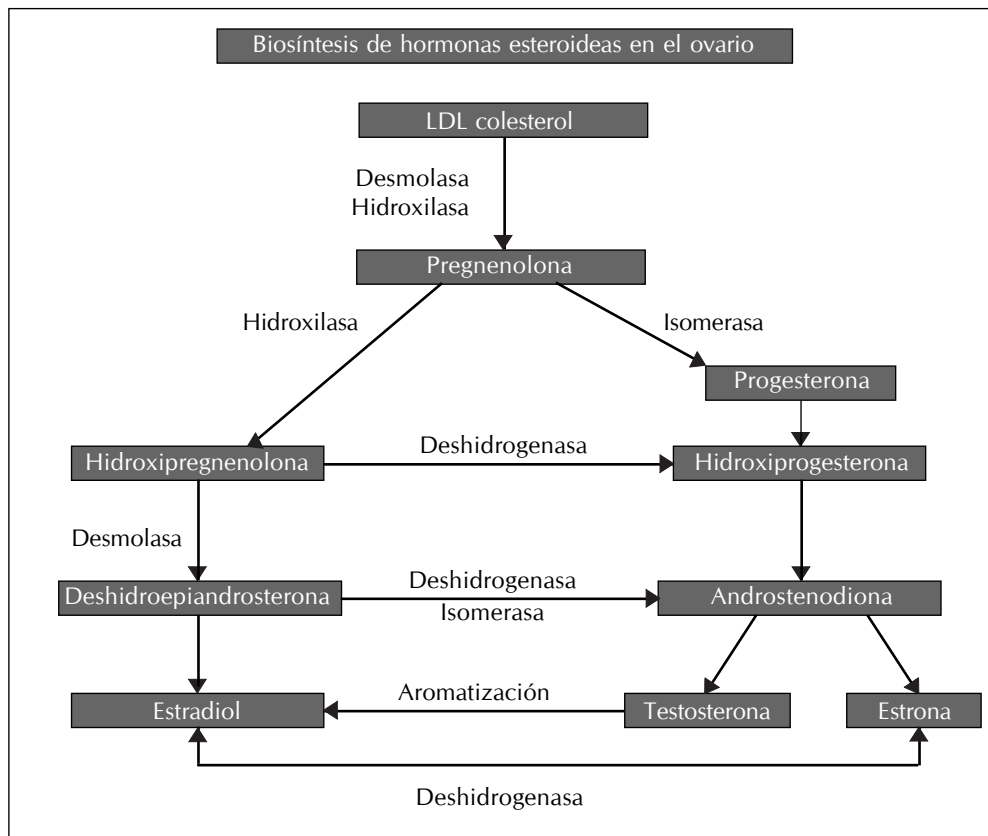 Biosíntesis de hormonas esteroideas en el ovario
LDL colesterol
Desmolasa
Hidroxilasa
Pregnenolona
Hidroxilasa
Isomerasa
Progesterona
Hidroxipregnenolona
Deshidrogenasa
Hidroxiprogesterona
Desmolasa
Deshidroepiandrosterona
Deshidrogenasa
Isomerasa
Androstenodiona
Estradiol
Aromatización
Testosterona
Estrona
Deshidrogenasa